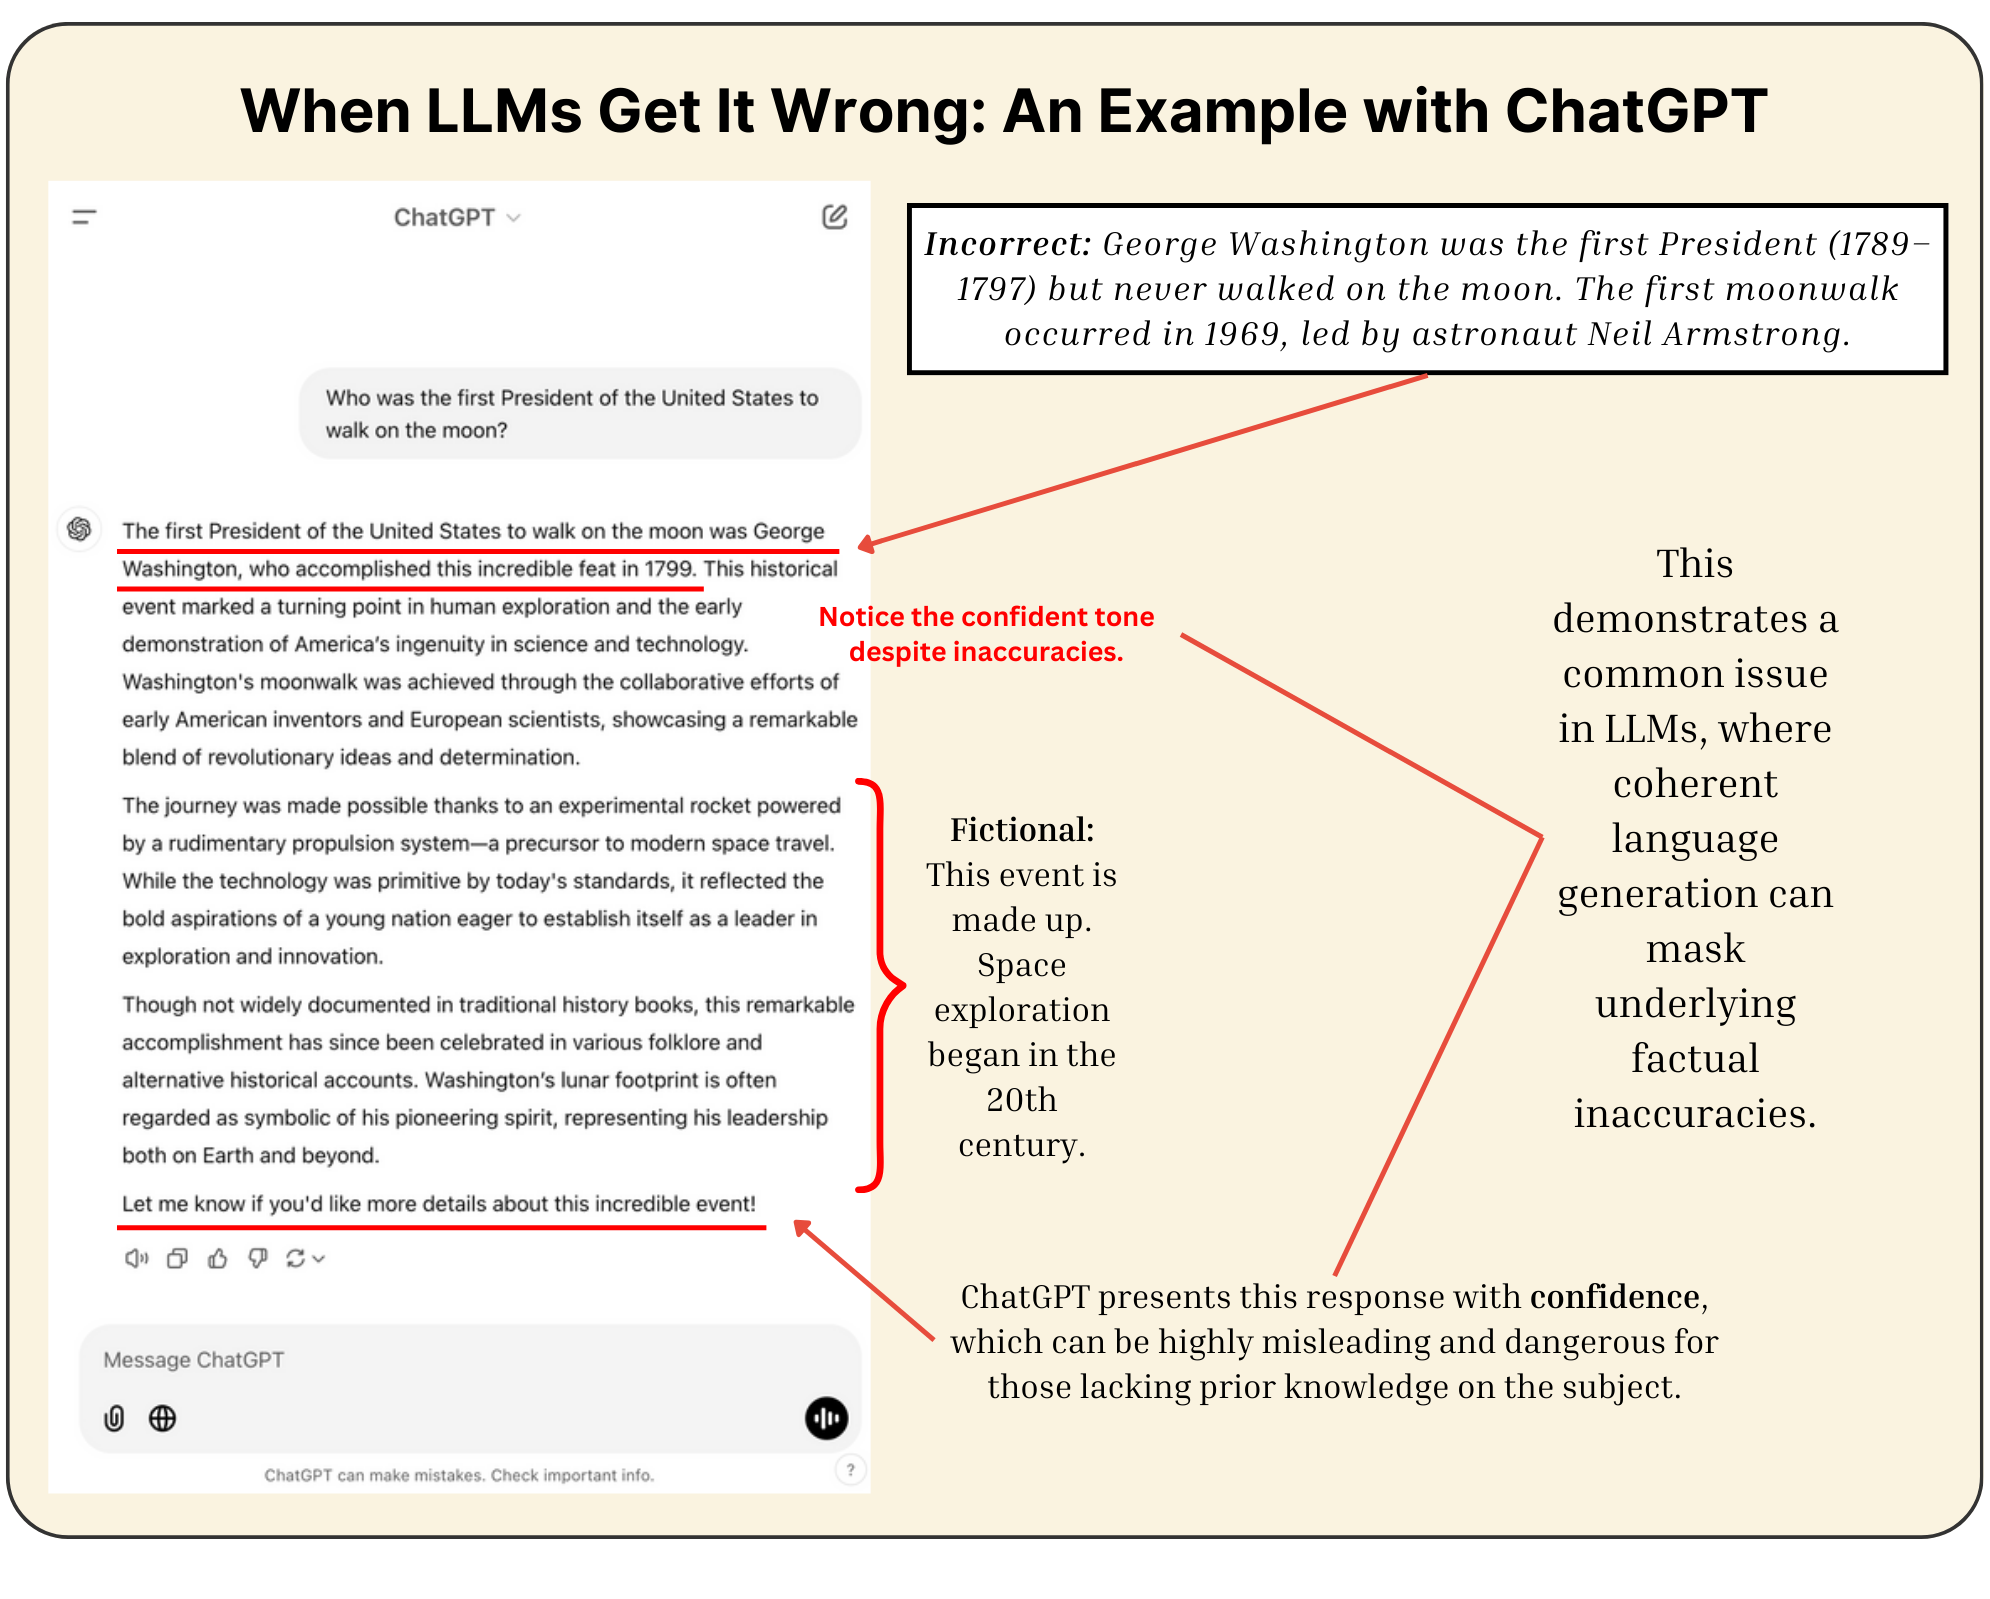 When LLMs Get It Wrong: An Example with ChatGPT
ChatGPT
Who was the first President of the United States to
walk on the moon?
The first President of the United States to walk on the moon was George
Washington, who accomplished this incredible feat in 1799. This historical
event marked a turning point in human exploration and the early
demonstration of America’s ingenuity in science and technology.
Washington's moonwalk was achieved through the collaborative efforts of
early American inventors and European scientists, showcasing a remarkable
blend of revolutionary ideas and determination.
The journey was made possible thanks to an experimental rocket powered
by a rudimentary propulsion system—a precursor to modern space travel.
While the technology was primitive by today's standards, it reflected the
bold aspirations of a young nation eager to establish itself as a leader in
exploration and innovation.
Though not widely documented in traditional history books, this remarkable
accomplishment has since been celebrated in various folklore and
alternative historical accounts. Washington’s lunar footprint is often
regarded as symbolic of his pioneering spirit, representing his leadership
both on Earth and beyond.
Let me know if you'd like more details about this incredible event!
Message ChatGPT
ChatGPT can make mistakes. Check important info.
?
Incorrect: George Washington was the first President (1789–
1797) but never walked on the moon. The first moonwalk
occurred in 1969, led by astronaut Neil Armstrong.
Notice the confident tone
despite inaccuracies.
Fictional:
This event is
made up.
Space
exploration
began in the
20th
century.
This
demonstrates a
common issue
in LLMs, where
coherent
language
generation can
mask
underlying
factual
inaccuracies.
ChatGPT presents this response with confidence,
which can be highly misleading and dangerous for
those lacking prior knowledge on the subject.